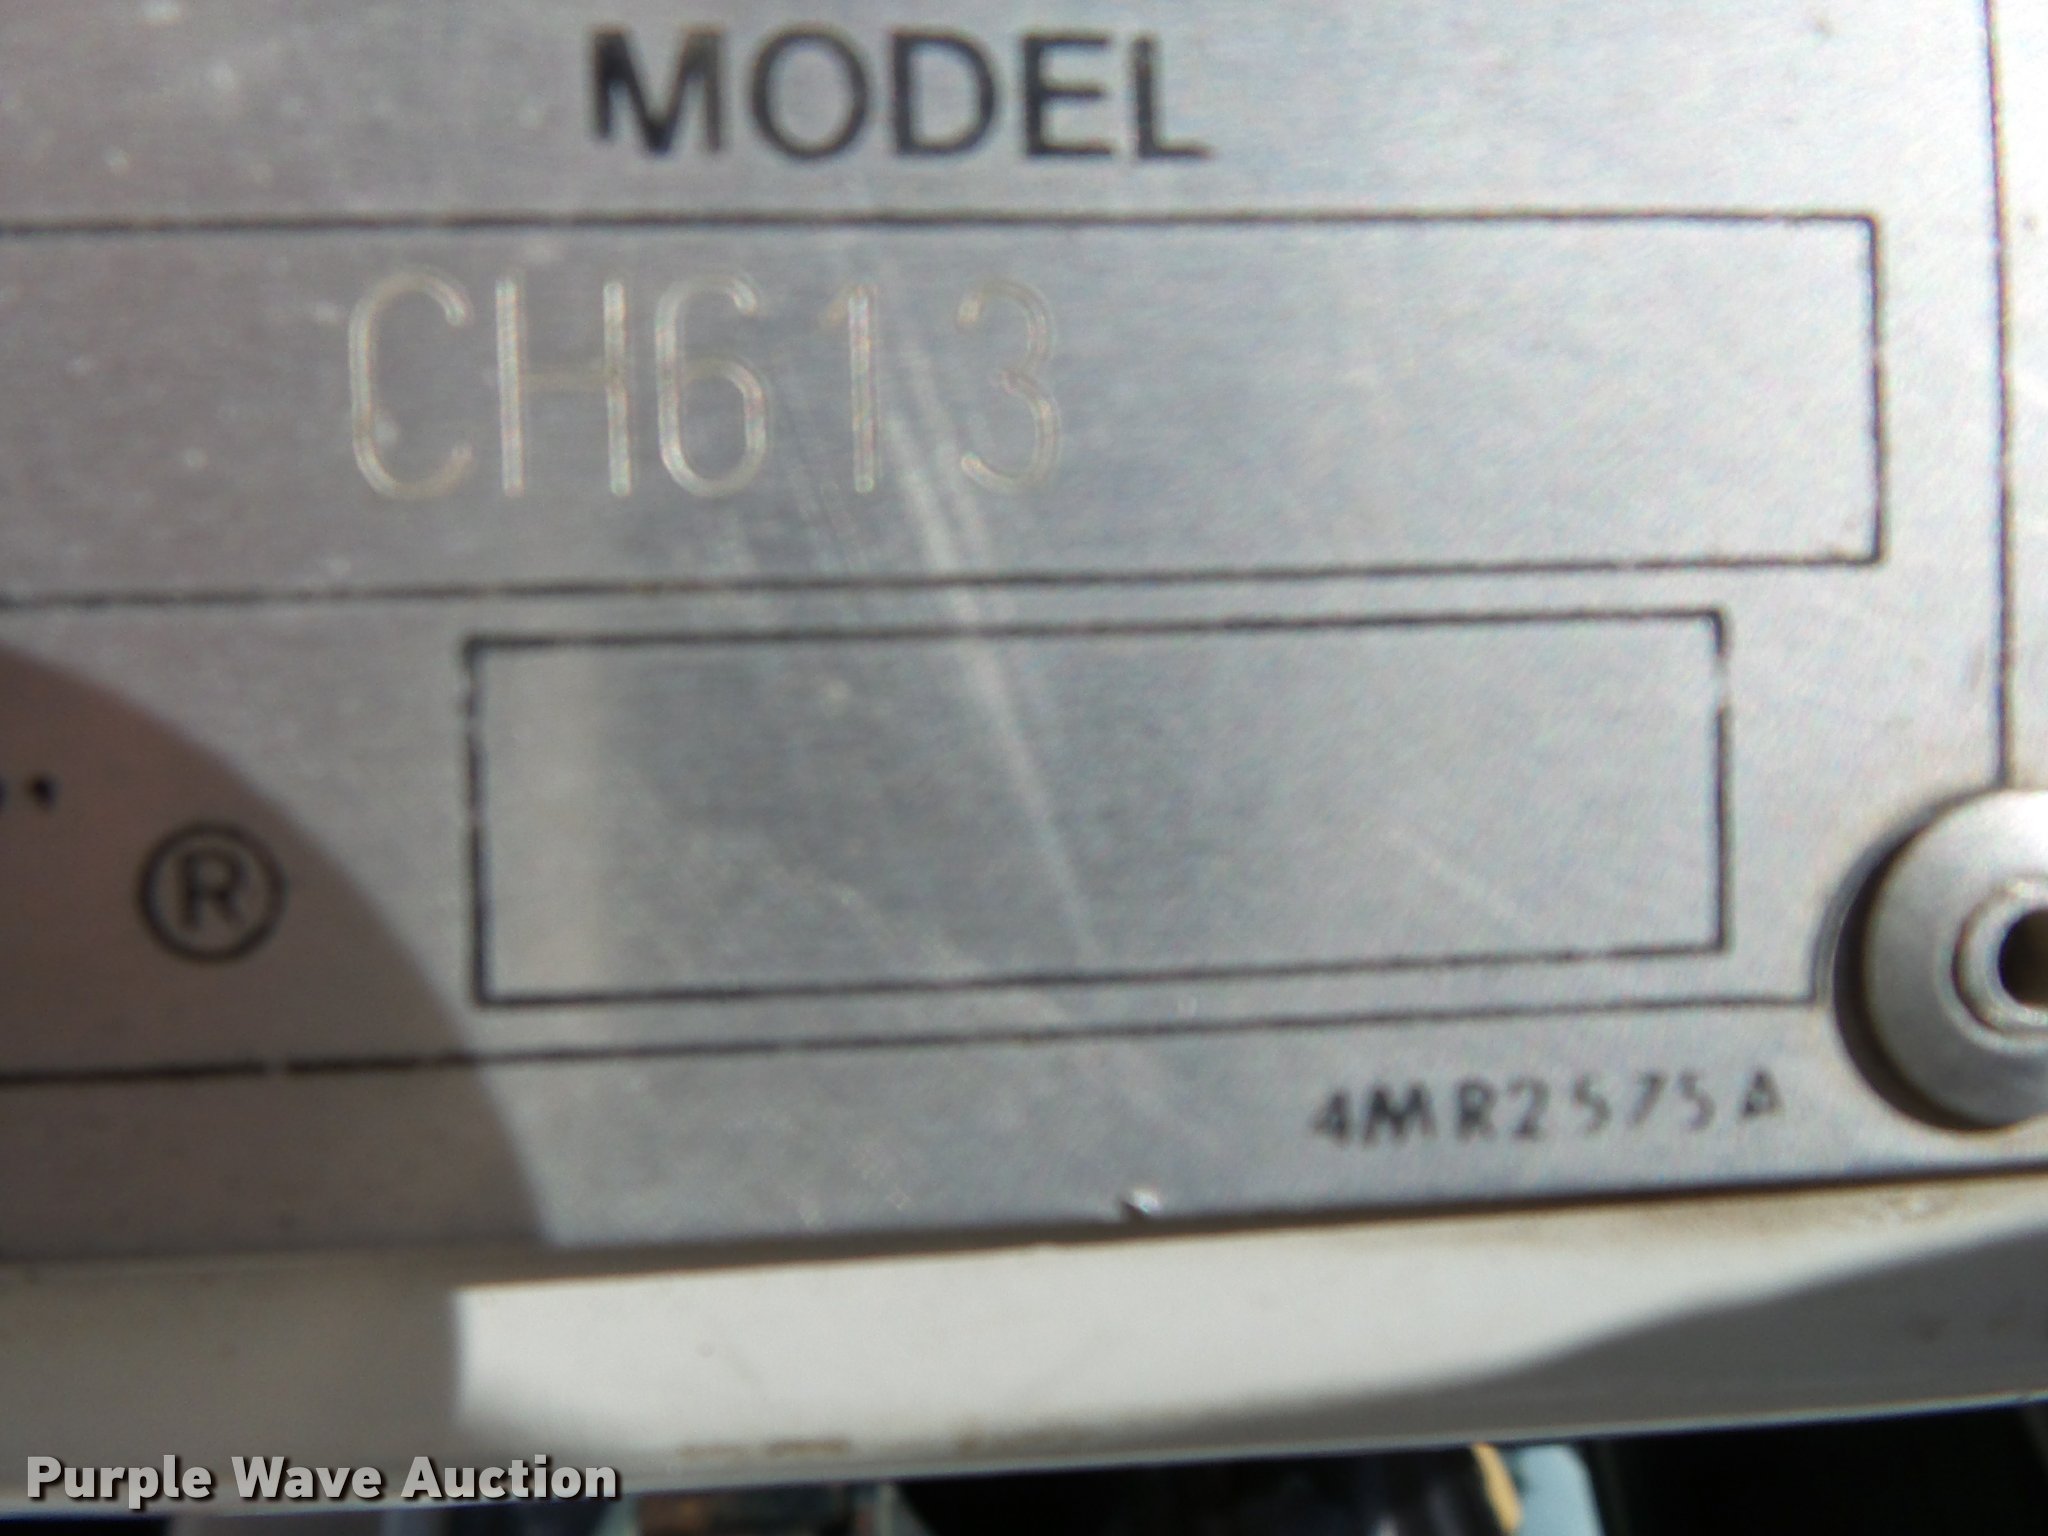 MODEL
CH613
®
4MR2575A
Purple Wave Auction